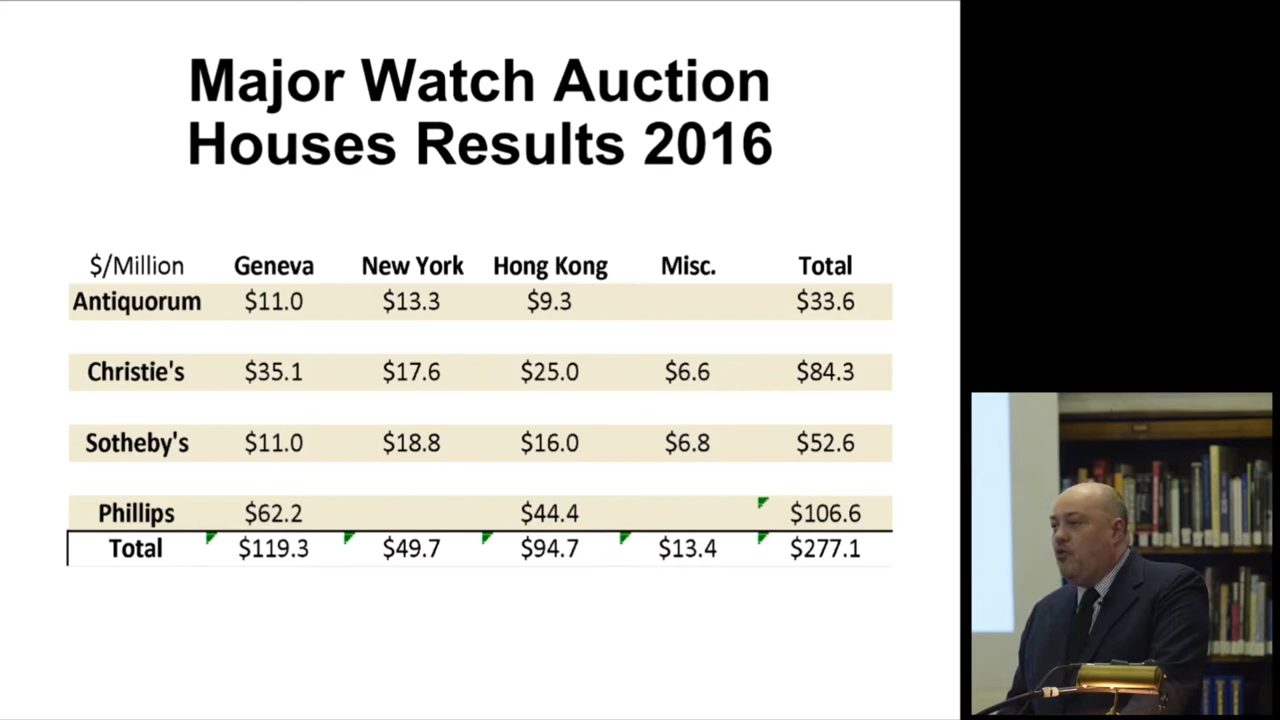 Major Watch Auction
Houses Results 2016
$/Million Geneva New York Hong Kong Misc. Total
Antiquorum $11.0 $13.3 $9.3 $33.6
Christie's $35.1 $17.6 $25.0 $6.6 $84.3
Sotheby's $11.0 $18.8 $16.0 $6.8 $52.6
Phillips $62.2 $44.4 $106.6
Total $119.3 $49.7 $94.7 $13.4 $277.1